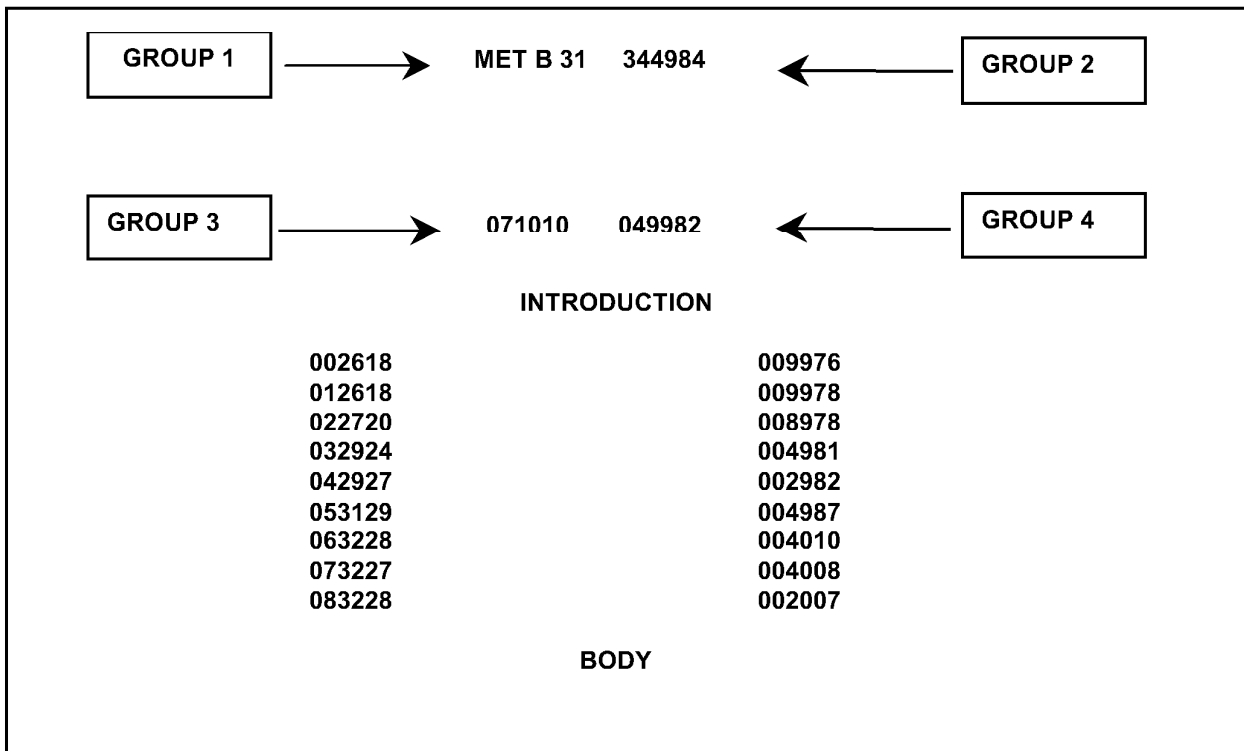 GROUP 1 MET B 31 344984 GROUP 2
GROUP 3 071010 049982 GROUP 4
INTRODUCTION
002618 009976
012618 009978
022720 008978
032924 004981
042927 002982
053129 004987
063228 004010
073227 004008
083228 002007
BODY